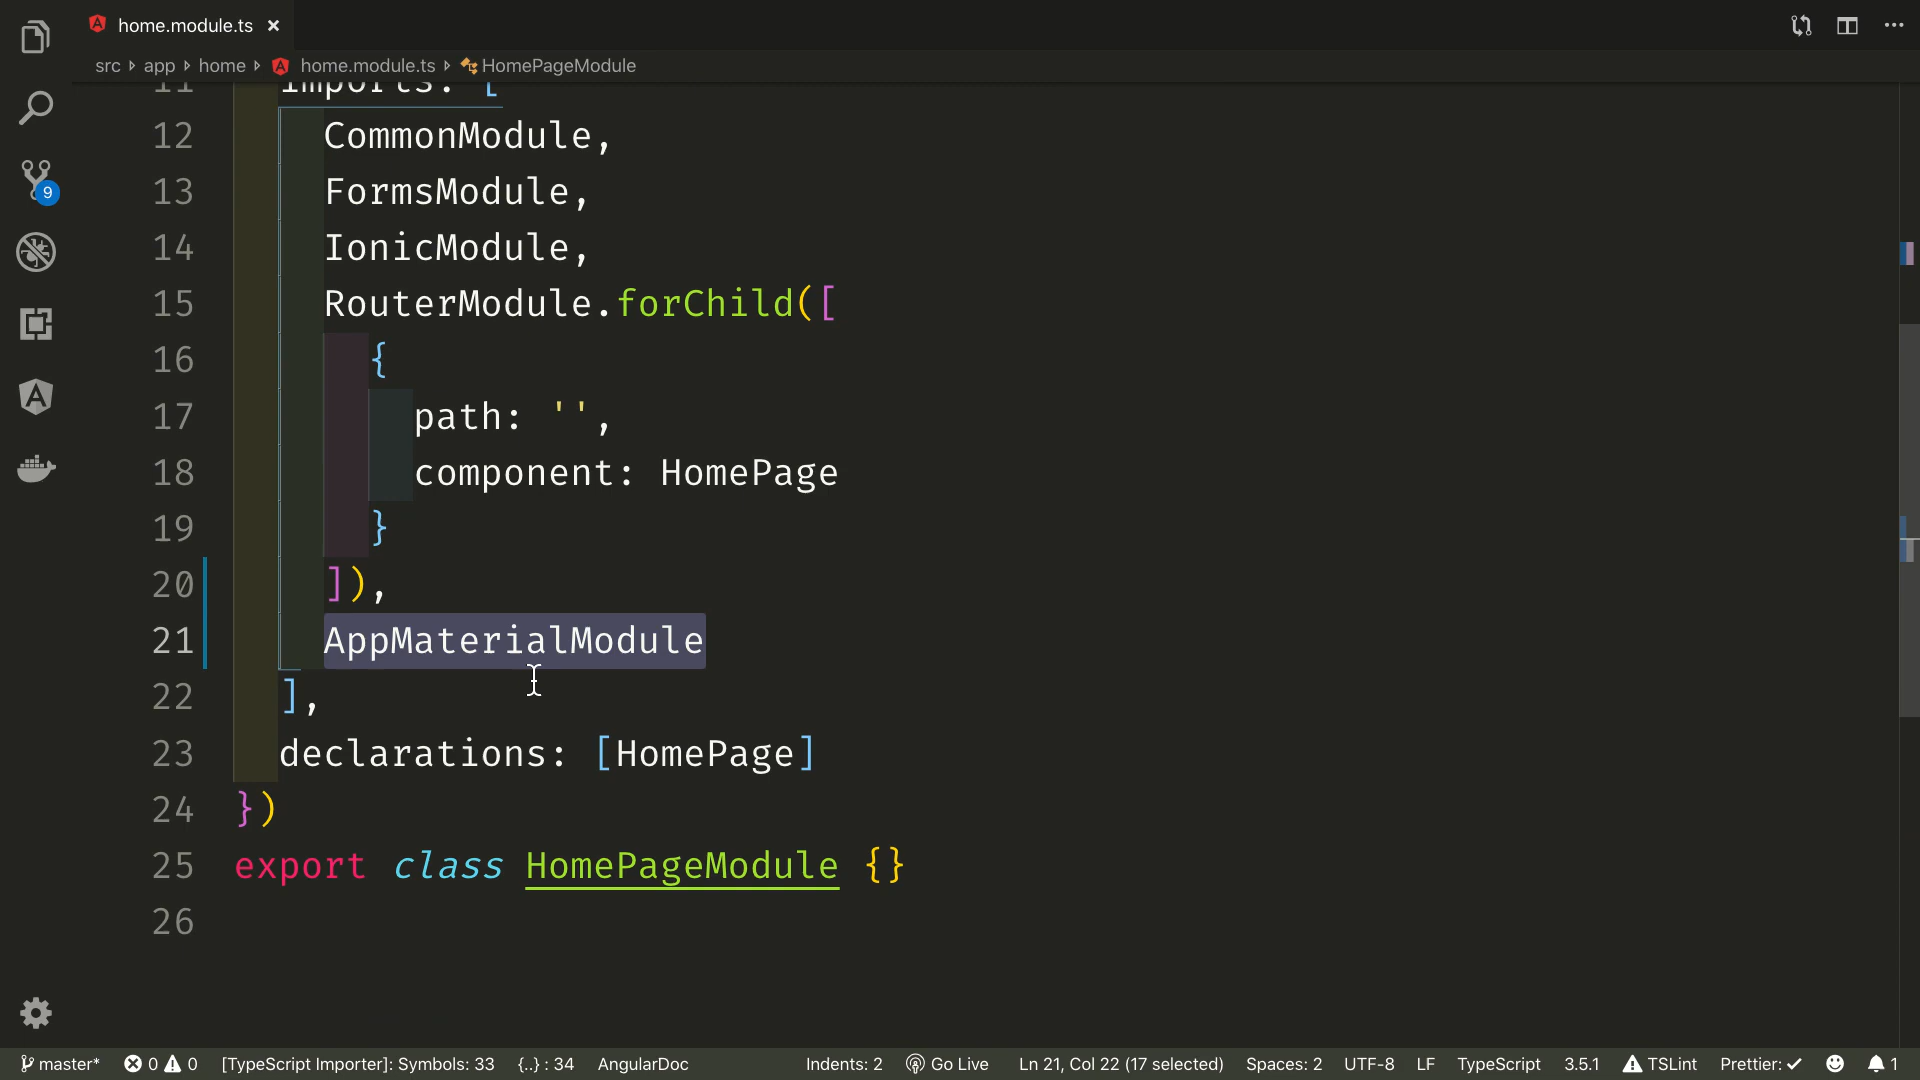 home.module.ts
src app home home.module.ts HomePageModule
11 imports: [
12 CommonModule,
13 FormsModule,
14 IonicModule,
15 RouterModule.forChild([
16 {
17 path: '',
18 component: HomePage
19 }
20 ]),
21 AppMaterialModule
22 ],
23 declarations: [HomePage]
24 })
25 export class HomePageModule {}
26
9
master* 0 0 [TypeScript Importer]: Symbols: 33 {..} : 34 AngularDoc Indents: 2 Go Live Ln 21, Col 22 (17 selected) Spaces: 2 UTF-8 LF TypeScript 3.5.1 TSLint Prettier: ✓ 1